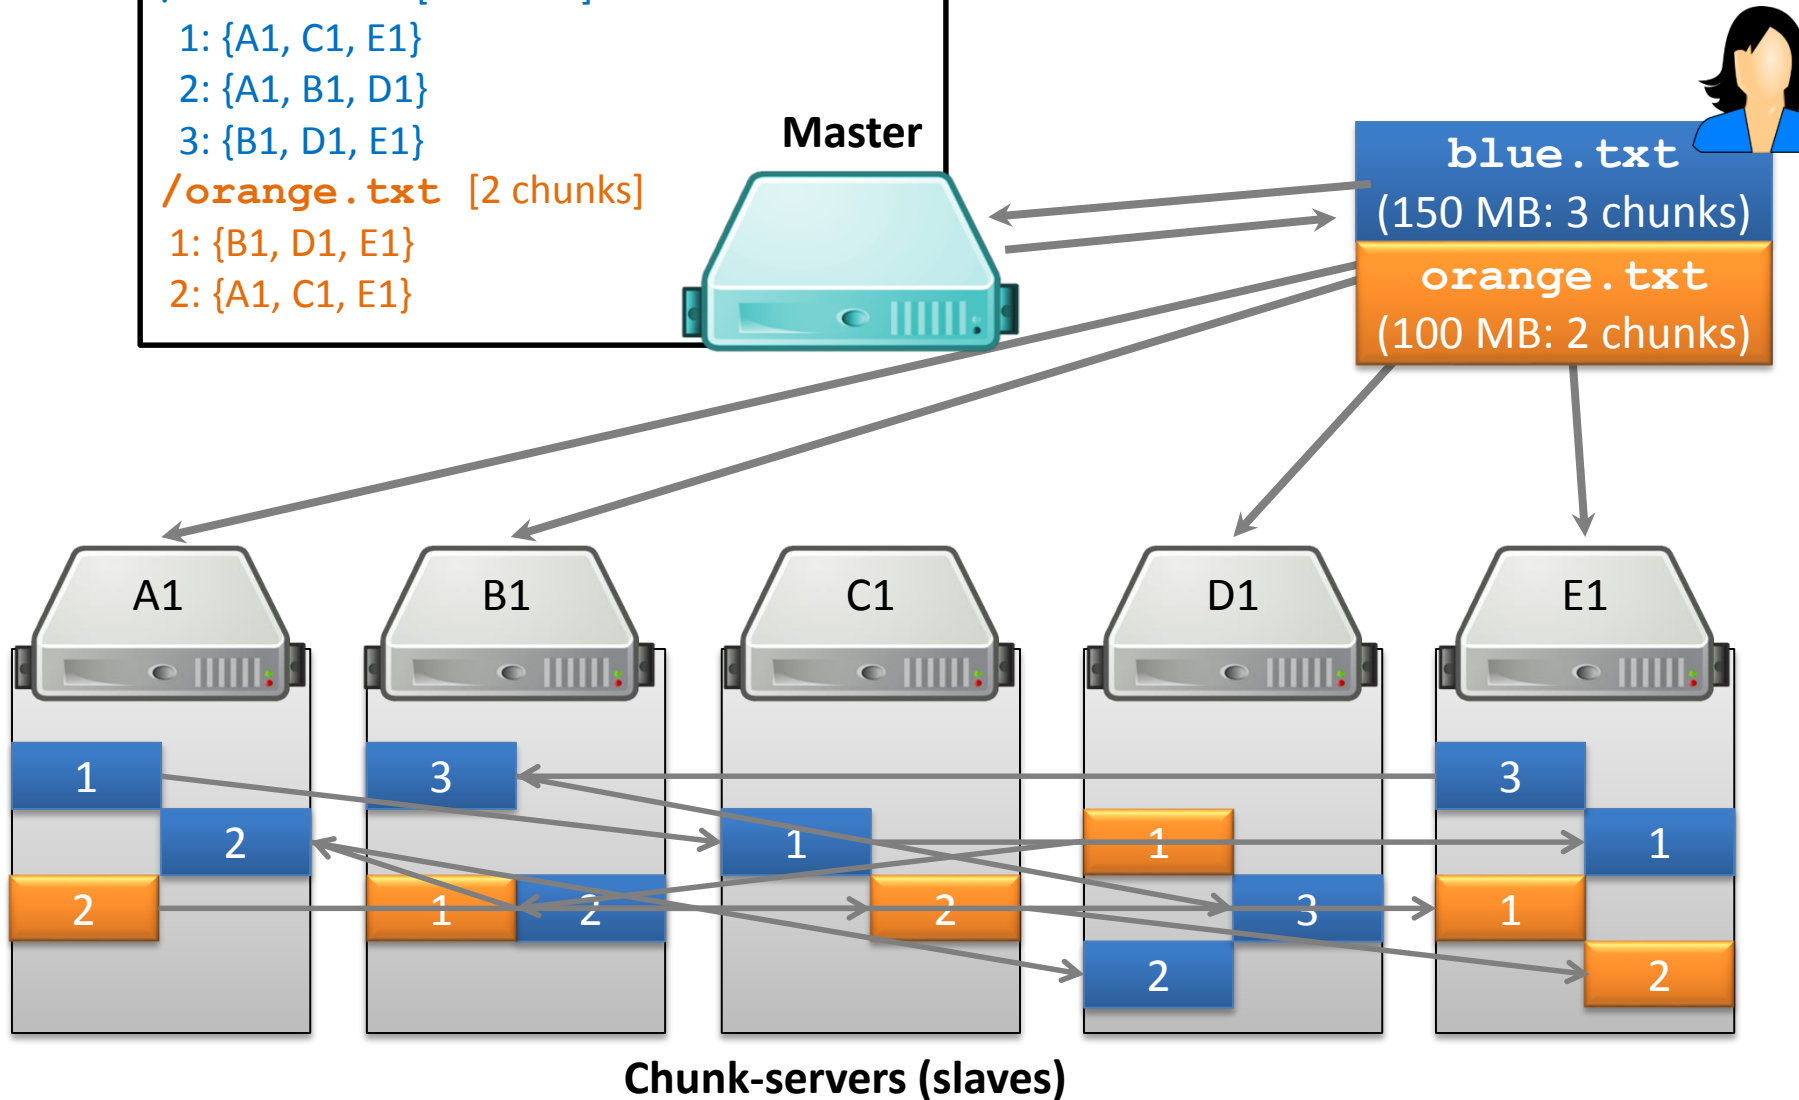 1: {A1, C1, E1}
2: {A1, B1, D1}
3: {B1, D1, E1}
/orange.txt [2 chunks]
1: {B1, D1, E1}
2: {A1, C1, E1}
Master
blue.txt
(150 MB: 3 chunks)
orange.txt
(100 MB: 2 chunks)
A1 B1 C1 D1 E1
1 3 3
2 1 1 1
2 1 2 2 3 1
2 2
Chunk-servers (slaves)